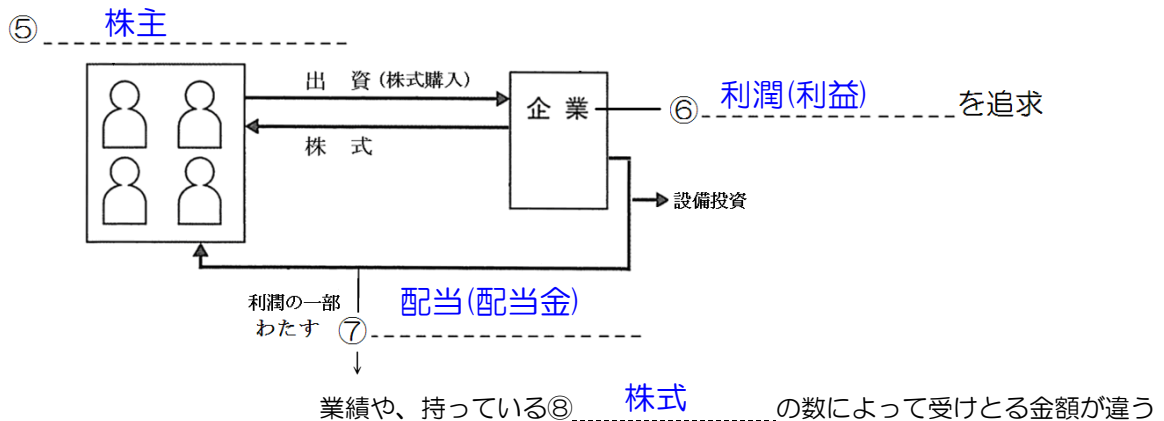 ⑤ 株主
出 資 (株式購入)
企 業
⑥ 利潤(利益) を追求
株 式
設備投資
利潤の一部
わたす
⑦ 配当(配当金)
業績や、持っている⑧ 株式 の数によって受けとる金額が違う